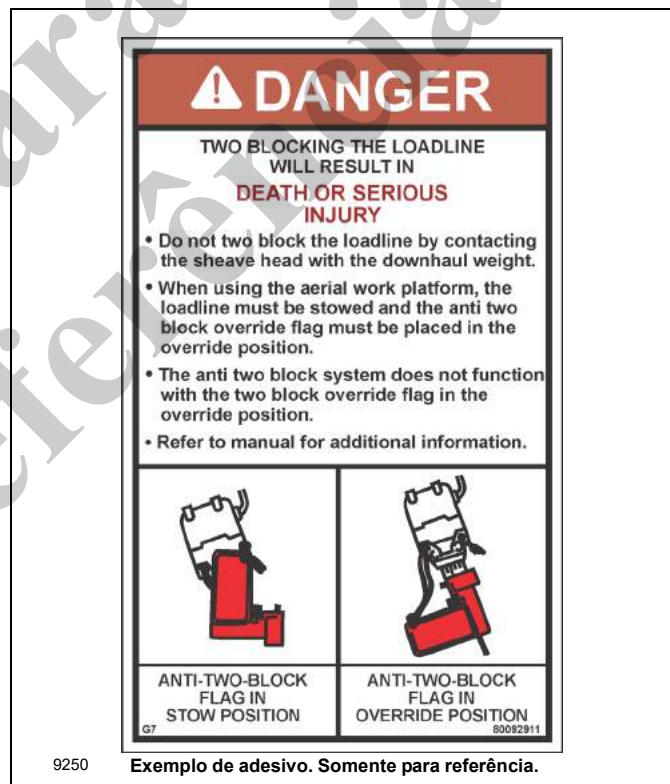 DANGER
TWO BLOCKING THE LOADLINE
WILL RESULT IN
DEATH OR SERIOUS
INJURY
• Do not two block the loadline by contacting
the sheave head with the downhaul weight.
• When using the aerial work platform, the
loadline must be stowed and the anti two
block override flag must be placed in the
override position.
• The anti two block system does not function
with the two block override flag in the
override position.
• Refer to manual for additional information.
ANTI-TWO-BLOCK
FLAG IN
STOW POSITION
G7
ANTI-TWO-BLOCK
FLAG IN
OVERRIDE POSITION
80092911
9250
Exemplo de adesivo. Somente para referência.